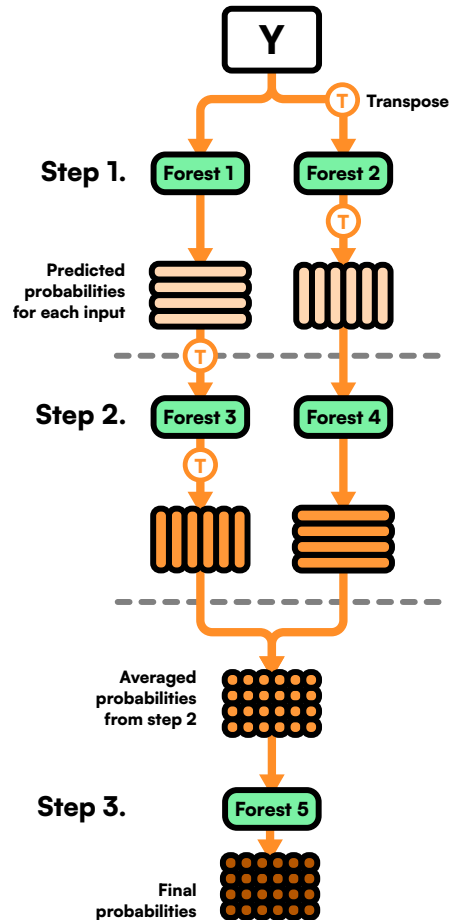 Y
T
Transpose
Step 1.
Forest 1
Forest 2
T
Predicted
probabilities
for each input
T
Step 2.
Forest 3
Forest 4
T
Averaged
probabilities
from step 2
Step 3.
Forest 5
Final
probabilities